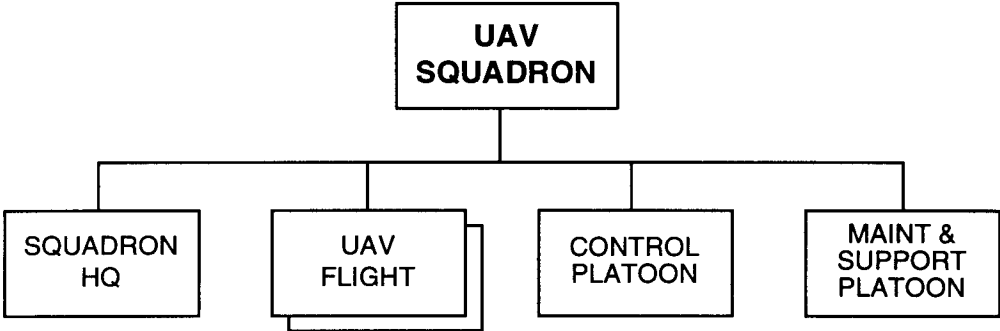 UAV
SQUADRON
SQUADRON
HQ
UAV
FLIGHT
CONTROL
PLATOON
MAINT &
SUPPORT
PLATOON